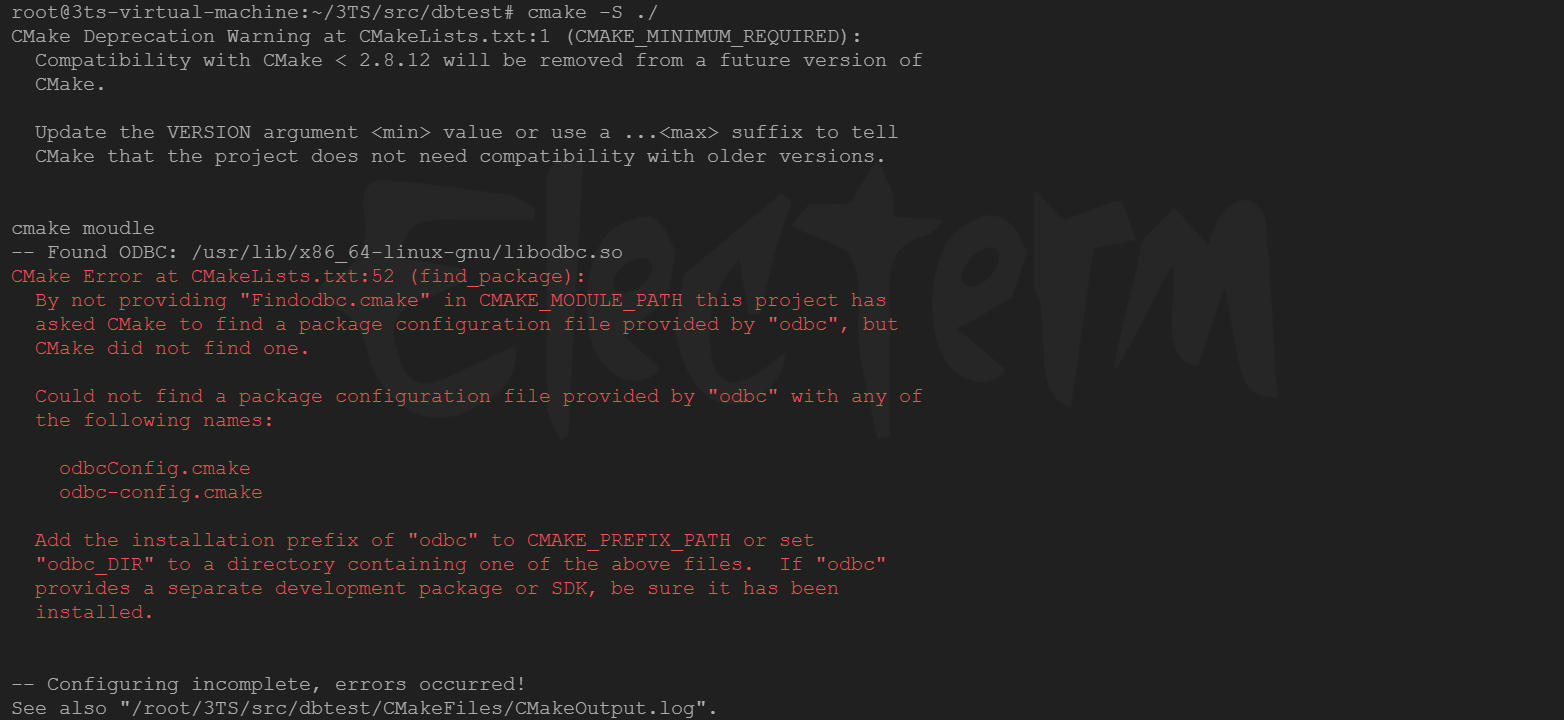 root@3ts-virtual-machine:~/3TS/src/dbtest# cmake -S ./
CMake Deprecation Warning at CMakeLists.txt:1 (CMAKE_MINIMUM_REQUIRED):
  Compatibility with CMake < 2.8.12 will be removed from a future version of
  CMake.

  Update the VERSION argument <min> value or use a ...<max> suffix to tell
  CMake that the project does not need compatibility with older versions.

cmake moudle
-- Found ODBC: /usr/lib/x86_64-linux-gnu/libodbc.so
CMake Error at CMakeLists.txt:52 (find_package):
  By not providing "Findodbc.cmake" in CMAKE_MODULE_PATH this project has
  asked CMake to find a package configuration file provided by "odbc", but
  CMake did not find one.

  Could not find a package configuration file provided by "odbc" with any of
  the following names:

    odbcConfig.cmake
    odbc-config.cmake

  Add the installation prefix of "odbc" to CMAKE_PREFIX_PATH or set
  "odbc_DIR" to a directory containing one of the above files.  If "odbc"
  provides a separate development package or SDK, be sure it has been
  installed.

-- Configuring incomplete, errors occurred!
See also "/root/3TS/src/dbtest/CMakeFiles/CMakeOutput.log".
Electerm